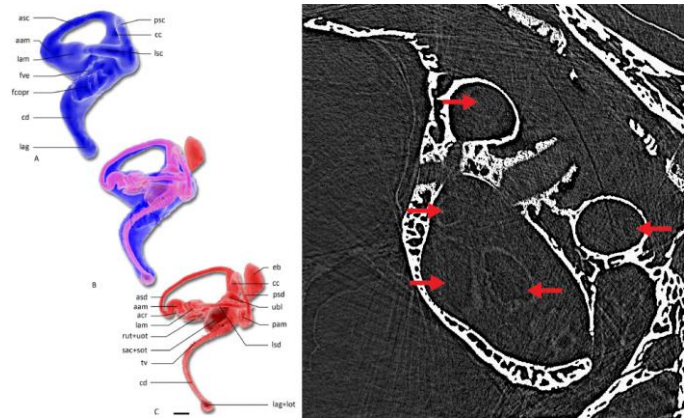 asc
aam
lam
fve
fcopr
cd
lag
psc
cc
lsc
A
B
asd
aam
acr
lam
rut+uot
sac+sot
tv
cd
eb
cc
psd
ubl
pam
lsd
lag+lot
C